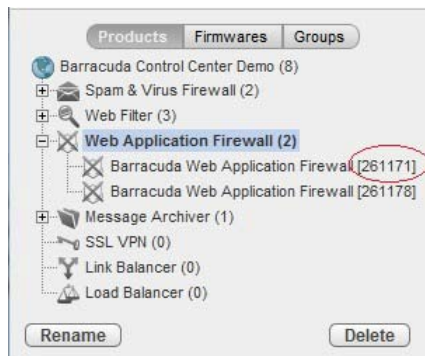 Products Firmwares Groups
Barracuda Control Center Demo (8)
Spam & Virus Firewall (2)
Web Filter (3)
Web Application Firewall (2)
Barracuda Web Application Firewall [261171]
Barracuda Web Application Firewall [261178]
Message Archiver (1)
SSL VPN (0)
Link Balancer (0)
Load Balancer (0)
Rename Delete